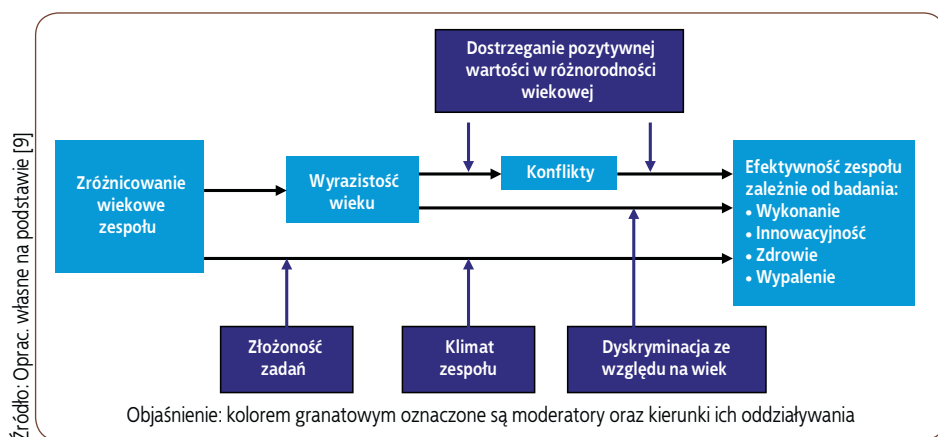 Dostrzeganie pozytywnej
wartości w różnorodności
wiekowej
Zróżnicowanie
wiekowe
zespołu
Wyrazistość
wieku
Konflikty
Efektywność zespołu
zależnie od badania:
• Wykonanie
• Innowacyjność
• Zdrowie
• Wypalenie
Złożoność
zadań
Klimat
zespołu
Dyskryminacja ze
względu na wiek
Objaśnienie: kolorem granatowym oznaczone są moderatory oraz kierunki ich oddziaływania
Źródło: Oprac. własne na podstawie [9]